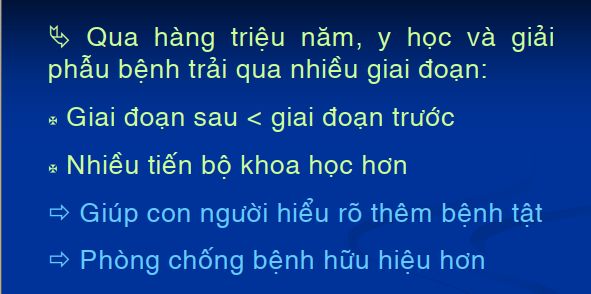 Qua hàng triệu năm, y học và giải
phẫu bệnh trải qua nhiều giai đoạn:
Giai đoạn sau < giai đoạn trước
Nhiều tiến bộ khoa học hơn
⇨ Giúp con người hiểu rõ thêm bệnh tật
⇨ Phòng chống bệnh hữu hiệu hơn